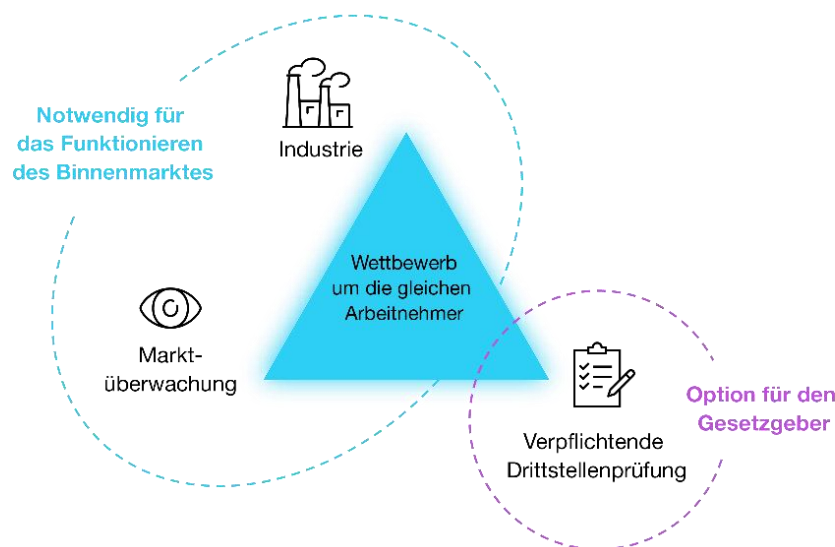 Notwendig für
das Funktionieren
des Binnenmarktes
Industrie
Wettbewerb
um die gleichen
Arbeitnehmer
Markt-
überwachung
Option für den
Gesetzgeber
Verpflichtende
Drittstellenprüfung